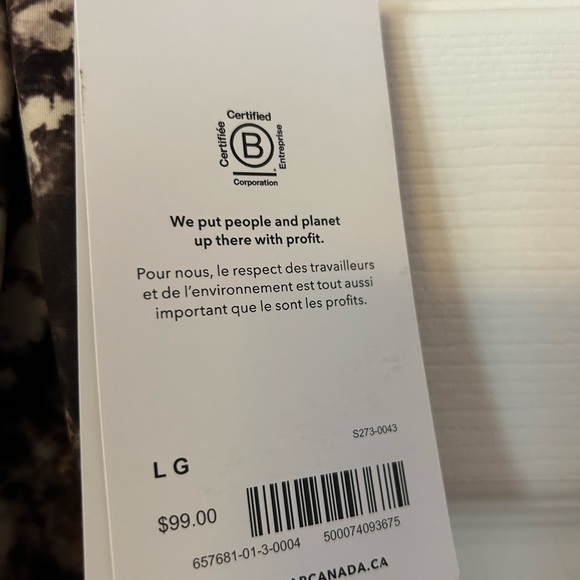 Certified
Certifiée
B
Entreprise
Corporation
We put people and planet
up there with profit.
Pour nous, le respect des travailleurs
et de l'environnement est tout aussi
important que le sont les profits.
S273-0043
LG
$99.00
657681-01-3-0004 500074093675